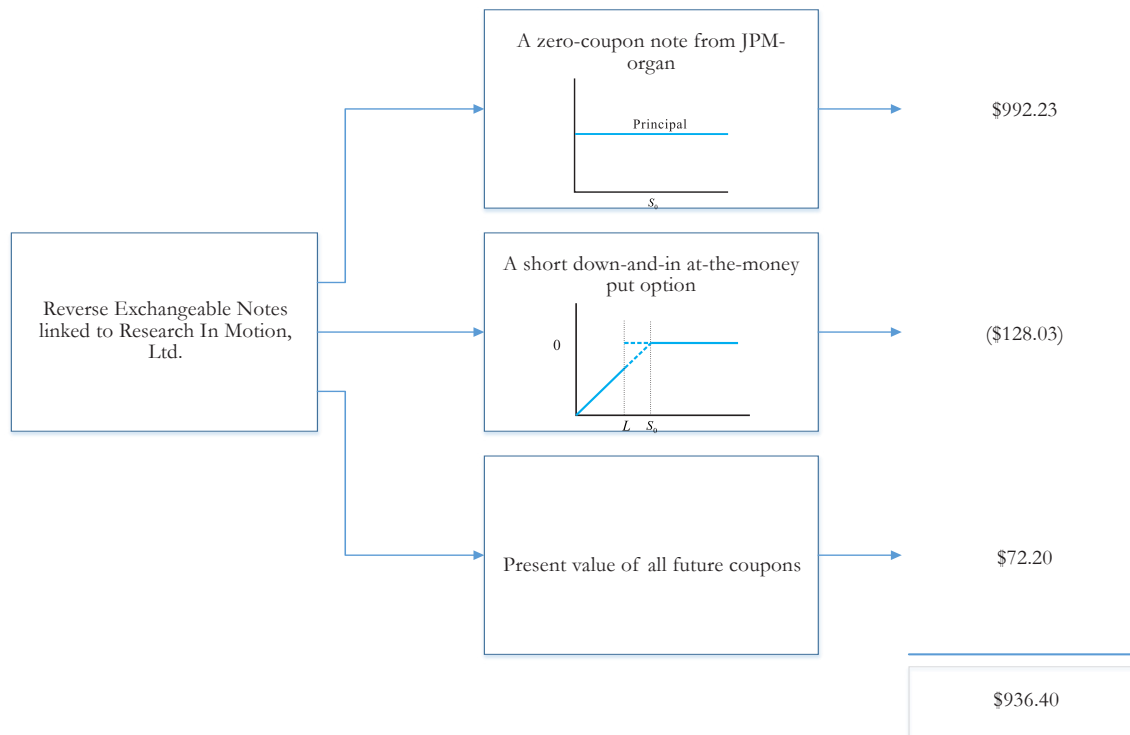 A zero-coupon note from JPM-
organ
Principal
S₀
$992.23
Reverse Exchangeable Notes
linked to Research In Motion,
Ltd.
A short down-and-in at-the-money
put option
0
L S₀
($128.03)
Present value of all future coupons
$72.20
$936.40